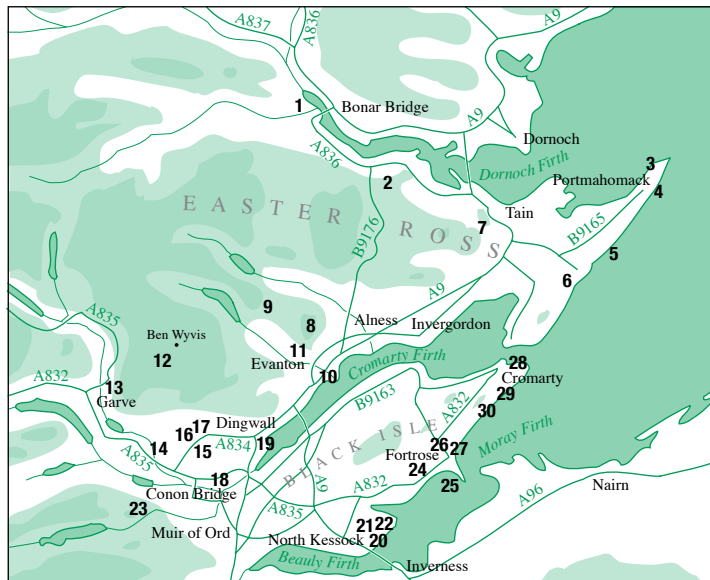 A837
A836
1
Bonar Bridge
A9
Dornoch
A836
Dornoch Firth
3
2
Portmahomack
4
EASTER ROSS
Tain
7
B9165
B9176
5
6
A835
9
8
A9
Alness
Invergordon
Ben Wyvis
12
11
Evanton
Cromarty Firth
28
A832
13
10
Cromarty
Garve
B9163
29
A832
30
17
Dingwall
16
BLACK ISLE
Moray Firth
14
15
A834
19
26
27
A835
Fortrose
24
18
A9
A832
25
Nairn
Conon Bridge
A96
23
A835
21
22
Muir of Ord
North Kessock
20
Beauly Firth
Inverness